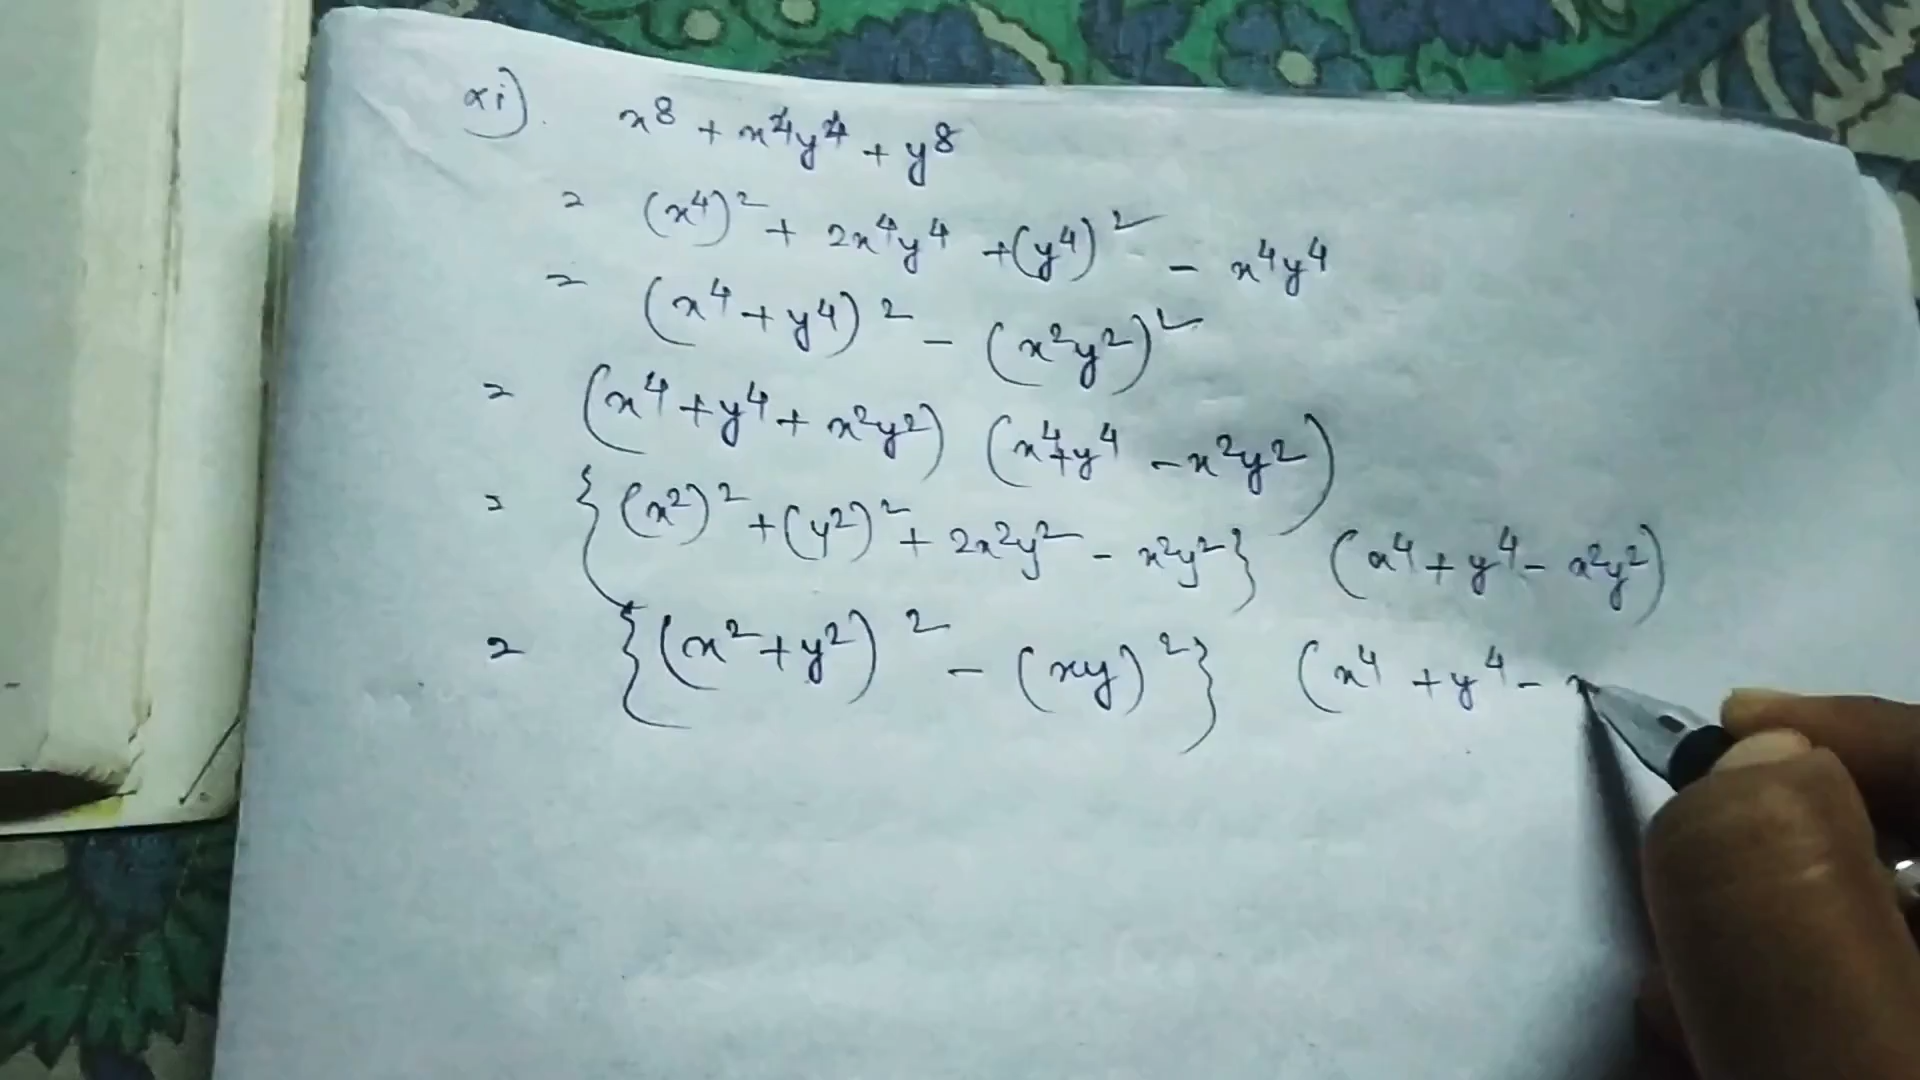 xi). x⁸ + x⁴y⁴ + y⁸
= (x⁴)² + 2x⁴y⁴ + (y⁴)² - x⁴y⁴
= (x⁴ + y⁴)² - (x²y²)²
= (x⁴ + y⁴ + x²y²) (x⁴ + y⁴ - x²y²)
= {(x²)² + (y²)² + 2x²y² - x²y²} (x⁴ + y⁴ - x²y²)
= {(x² + y²)² - (xy)²} (x⁴ + y⁴ -